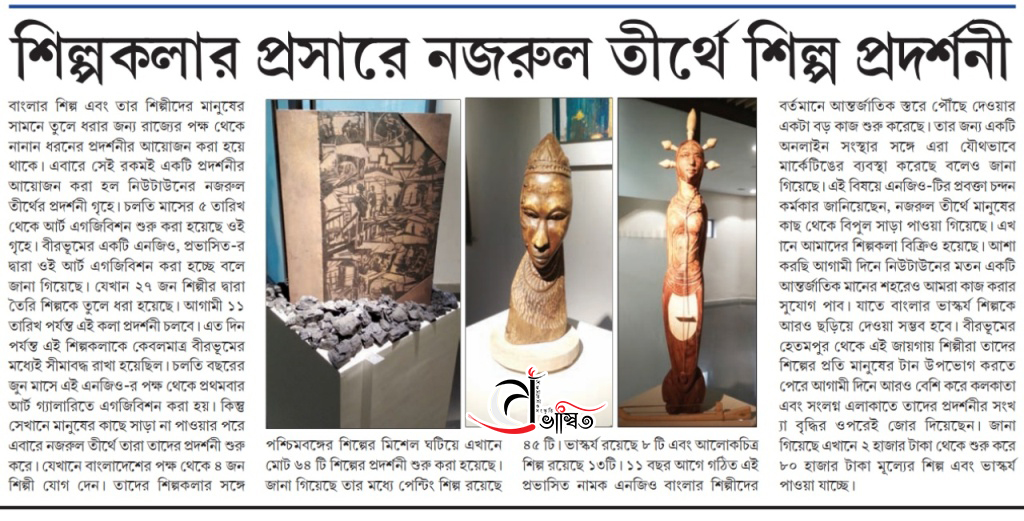 শিল্পকলার প্রসারে নজরুল তীর্থে শিল্প প্রদর্শনী
বাংলার শিল্প এবং তার শিল্পীদের মানুষের
সামনে তুলে ধরার জন্য রাজ্যের পক্ষ থেকে
নানান ধরনের প্রদর্শনীর আয়োজন করা হয়ে
থাকে। এবারে সেই রকমই একটি প্রদর্শনীর
আয়োজন করা হল নিউটাউনের নজরুল
তীর্থের প্রদর্শনী গৃহে। চলতি মাসের ৫ তারিখ
থেকে আর্ট এগজিবিশন শুরু করা হয়েছে ওই
গৃহে। বীরভূমের একটি এনজিও, প্রভাসিত-র
দ্বারা ওই আর্ট এগজিবিশন করা হচ্ছে বলে
জানা গিয়েছে। যেখান ২৭ জন শিল্পীর দ্বারা
তৈরি শিল্পকে তুলে ধরা হয়েছে। আগামী ১১
তারিখ পর্যন্ত এই কলা প্রদর্শনী চলবে। এত দিন
পর্যন্ত এই শিল্পকলাকে কেবলমাত্র বীরভূমের
মধ্যেই সীমাবদ্ধ রাখা হয়েছিল। চলতি বছরের
জুন মাসে এই এনজিও-র পক্ষ থেকে প্রথমবার
আর্ট গ্যালারিতে এগজিবিশন করা হয়। কিন্তু
সেখানে মানুষের কাছে সাড়া না পাওয়ার পরে
এবারে নজরুল তীর্থে তারা তাদের প্রদর্শনী শুরু
করে। যেখানে বাংলাদেশের পক্ষ থেকে ৪ জন
শিল্পী যোগ দেন। তাদের শিল্পকলার সঙ্গে
পশ্চিমবঙ্গের শিল্পের মিশেল ঘটিয়ে এখানে
মোট ৬৪ টি শিল্পের প্রদর্শনী শুরু করা হয়েছে।
জানা গিয়েছে তার মধ্যে পেন্টিং শিল্প রয়েছে
ভাষিত
৪৫ টি। ভাস্কর্য রয়েছে ৮ টি এবং আলোকচিত্র
শিল্প রয়েছে ১৩টি। ১১ বছর আগে গঠিত এই
প্রভাসিত নামক এনজিও বাংলার শিল্পীদের
বর্তমানে আন্তর্জাতিক স্তরে পৌঁছে দেওয়ার
একটা বড় কাজ শুরু করেছে। তার জন্য একটি
অনলাইন সংস্থার সঙ্গে এরা যৌথভাবে
মার্কেটিঙের ব্যবস্থা করেছে বলেও জানা
গিয়েছে। এই বিষয়ে এনজিও-টির প্রবক্তা চন্দন
কর্মকার জানিয়েছেন, নজরুল তীর্থে মানুষের
কাছ থেকে বিপুল সাড়া পাওয়া গিয়েছে। এখ
ানে আমাদের শিল্পকলা বিক্রিও হয়েছে। আশা
করছি আগামী দিনে নিউটাউনের মতন একটি
আন্তর্জাতিক মানের শহরেও আমরা কাজ করার
সুযোগ পাব। যাতে বাংলার ভাস্কর্য শিল্পকে
আরও ছড়িয়ে দেওয়া সম্ভব হবে। বীরভূমের
হেতমপুর থেকে এই জায়গায় শিল্পীরা তাদের
শিল্পের প্রতি মানুষের টান উপভোগ করতে
পেরে আগামী দিনে আরও বেশি করে কলকাতা
এবং সংলগ্ন এলাকাতে তাদের প্রদর্শনীর সংখ
্যা বৃদ্ধির ওপরেই জোর দিয়েছেন। জানা
গিয়েছে এখানে ২ হাজার টাকা থেকে শুরু করে
৮০ হাজার টাকা মূল্যের শিল্প এবং ভাস্কর্য
পাওয়া যাচ্ছে।